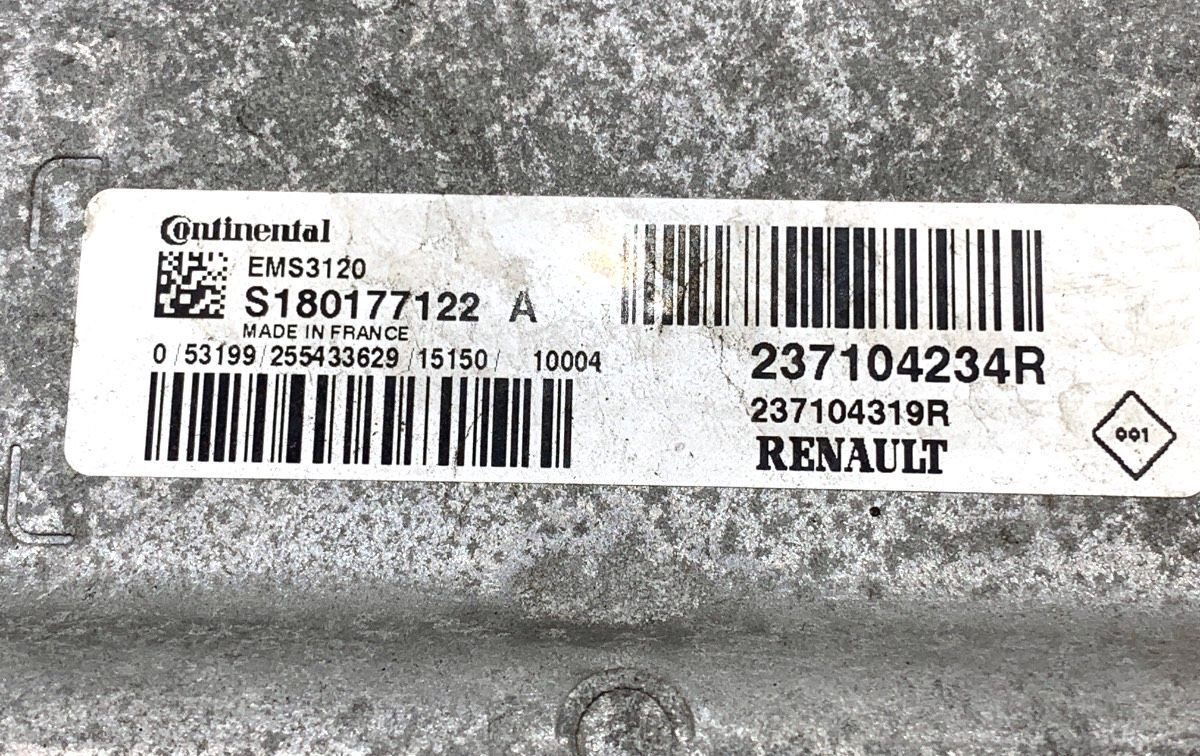 Continental
EMS3120
S180177122 A
MADE IN FRANCE
0 / 53199 / 255433629 / 15150 / 10004
237104234R
237104319R
RENAULT
001